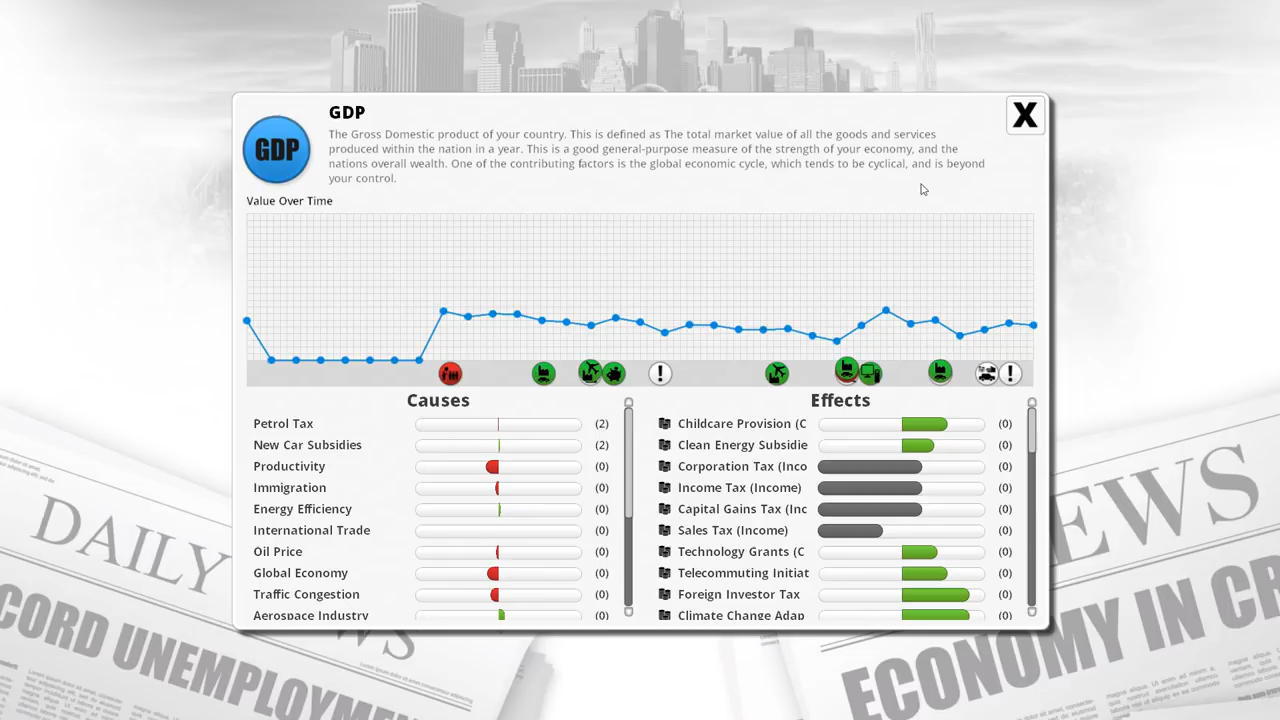 GDP
GDP
The Gross Domestic product of your country. This is defined as The total market value of all the goods and services
produced within the nation in a year. This is a good general-purpose measure of the strength of your economy, and the
nations overall wealth. One of the contributing factors is the global economic cycle, which tends to be cyclical, and is beyond
your control.
X
Value Over Time
!
!
Causes
Petrol Tax (2)
New Car Subsidies (2)
Productivity (0)
Immigration (0)
Energy Efficiency (0)
International Trade (0)
Oil Price (0)
Global Economy (0)
Traffic Congestion (0)
Aerospace Industry (0)
Effects
Childcare Provision (C (0)
Clean Energy Subsidie (0)
Corporation Tax (Inco (0)
Income Tax (Income) (0)
Capital Gains Tax (Inc (0)
Sales Tax (Income) (0)
Technology Grants (C (0)
Telecommuting Initiat (0)
Foreign Investor Tax (0)
Climate Change Adap (0)
DAILY
NEWS
CORD UNEMPLOYM
EWS
ECONOMY IN CR